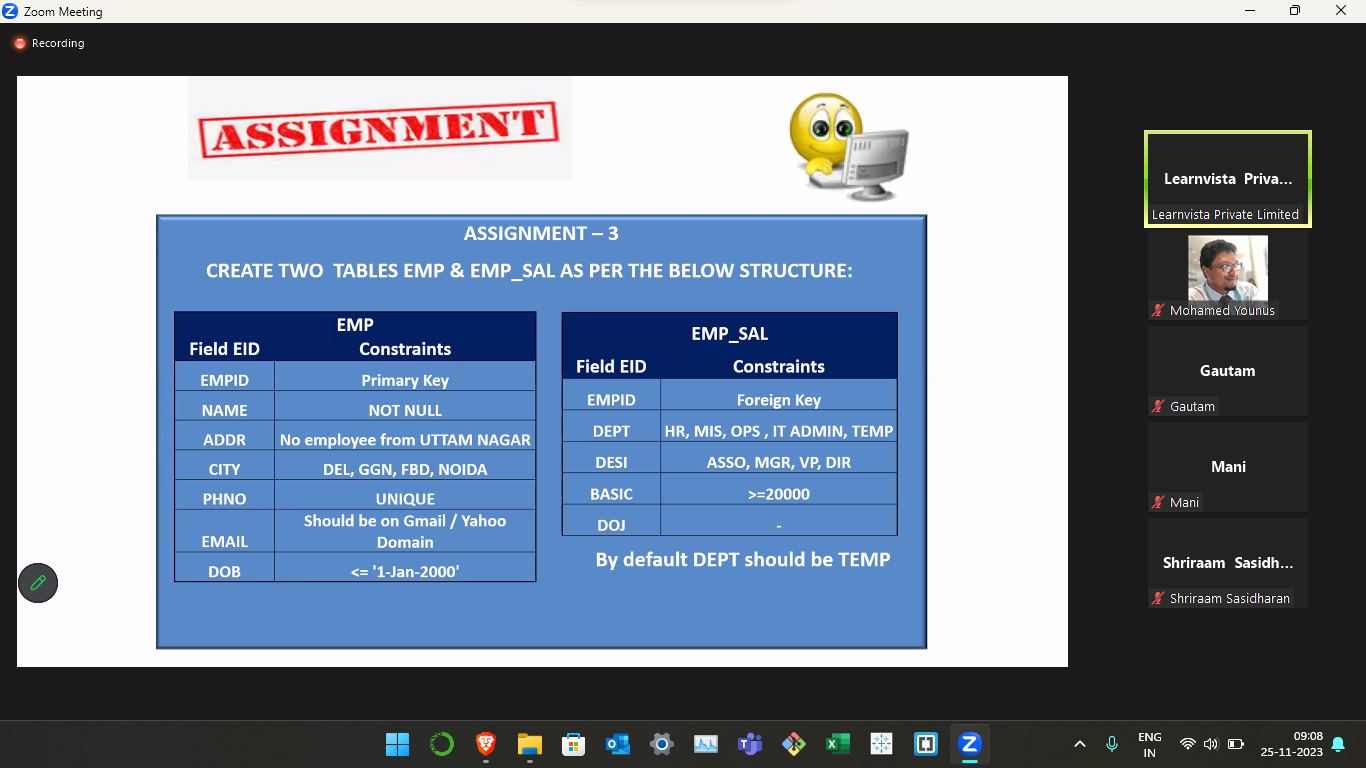 Zoom Meeting
Recording
ASSIGNMENT
ASSIGNMENT – 3
CREATE TWO TABLES EMP & EMP_SAL AS PER THE BELOW STRUCTURE:
EMP
Field EID Constraints
EMPID Primary Key
NAME NOT NULL
ADDR No employee from UTTAM NAGAR
CITY DEL, GGN, FBD, NOIDA
PHNO UNIQUE
EMAIL Should be on Gmail / Yahoo
Domain
DOB <= '1-Jan-2000'
EMP_SAL
Field EID Constraints
EMPID Foreign Key
DEPT HR, MIS, OPS , IT ADMIN, TEMP
DESI ASSO, MGR, VP, DIR
BASIC >=20000
DOJ -
By default DEPT should be TEMP
Learnvista Priva...
Learnvista Private Limited
Mohamed Younus
Gautam
Gautam
Mani
Mani
Shriraam Sasidh...
Shriraam Sasidharan
ENG
IN
09:08
25-11-2023